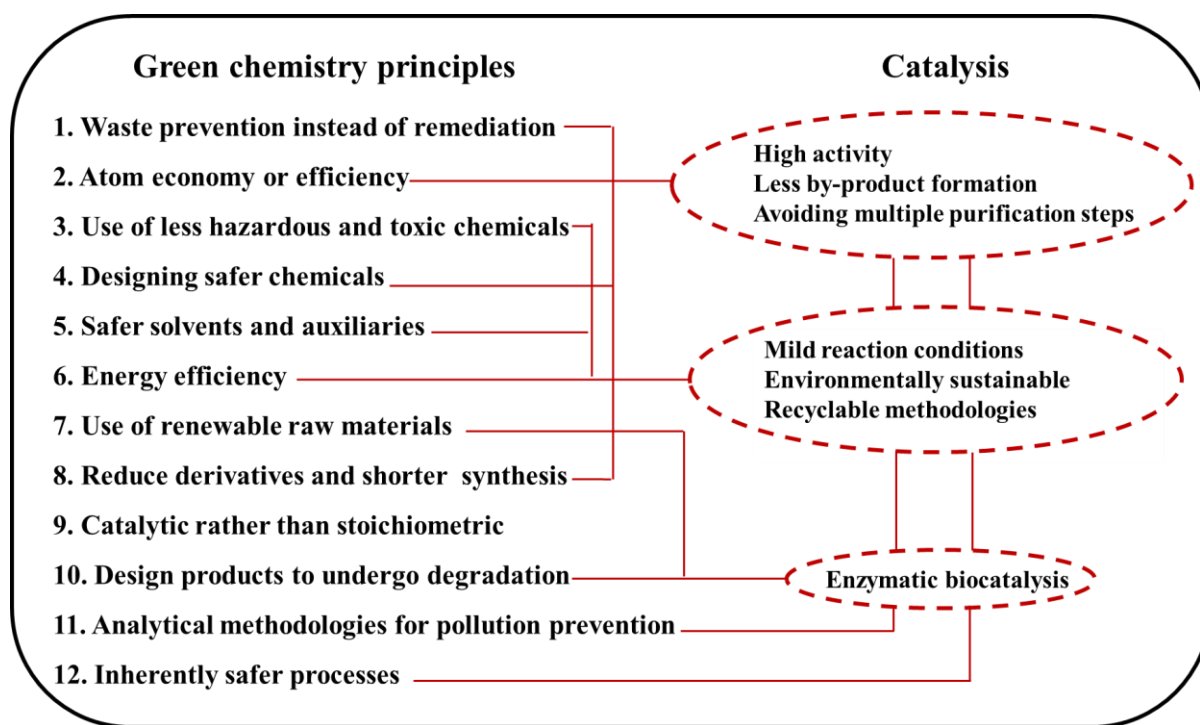 Green chemistry principles
1. Waste prevention instead of remediation
2. Atom economy or efficiency
3. Use of less hazardous and toxic chemicals
4. Designing safer chemicals
5. Safer solvents and auxiliaries
6. Energy efficiency
7. Use of renewable raw materials
8. Reduce derivatives and shorter synthesis
9. Catalytic rather than stoichiometric
10. Design products to undergo degradation
11. Analytical methodologies for pollution prevention
12. Inherently safer processes
Catalysis
High activity
Less by-product formation
Avoiding multiple purification steps
Mild reaction conditions
Environmentally sustainable
Recyclable methodologies
Enzymatic biocatalysis